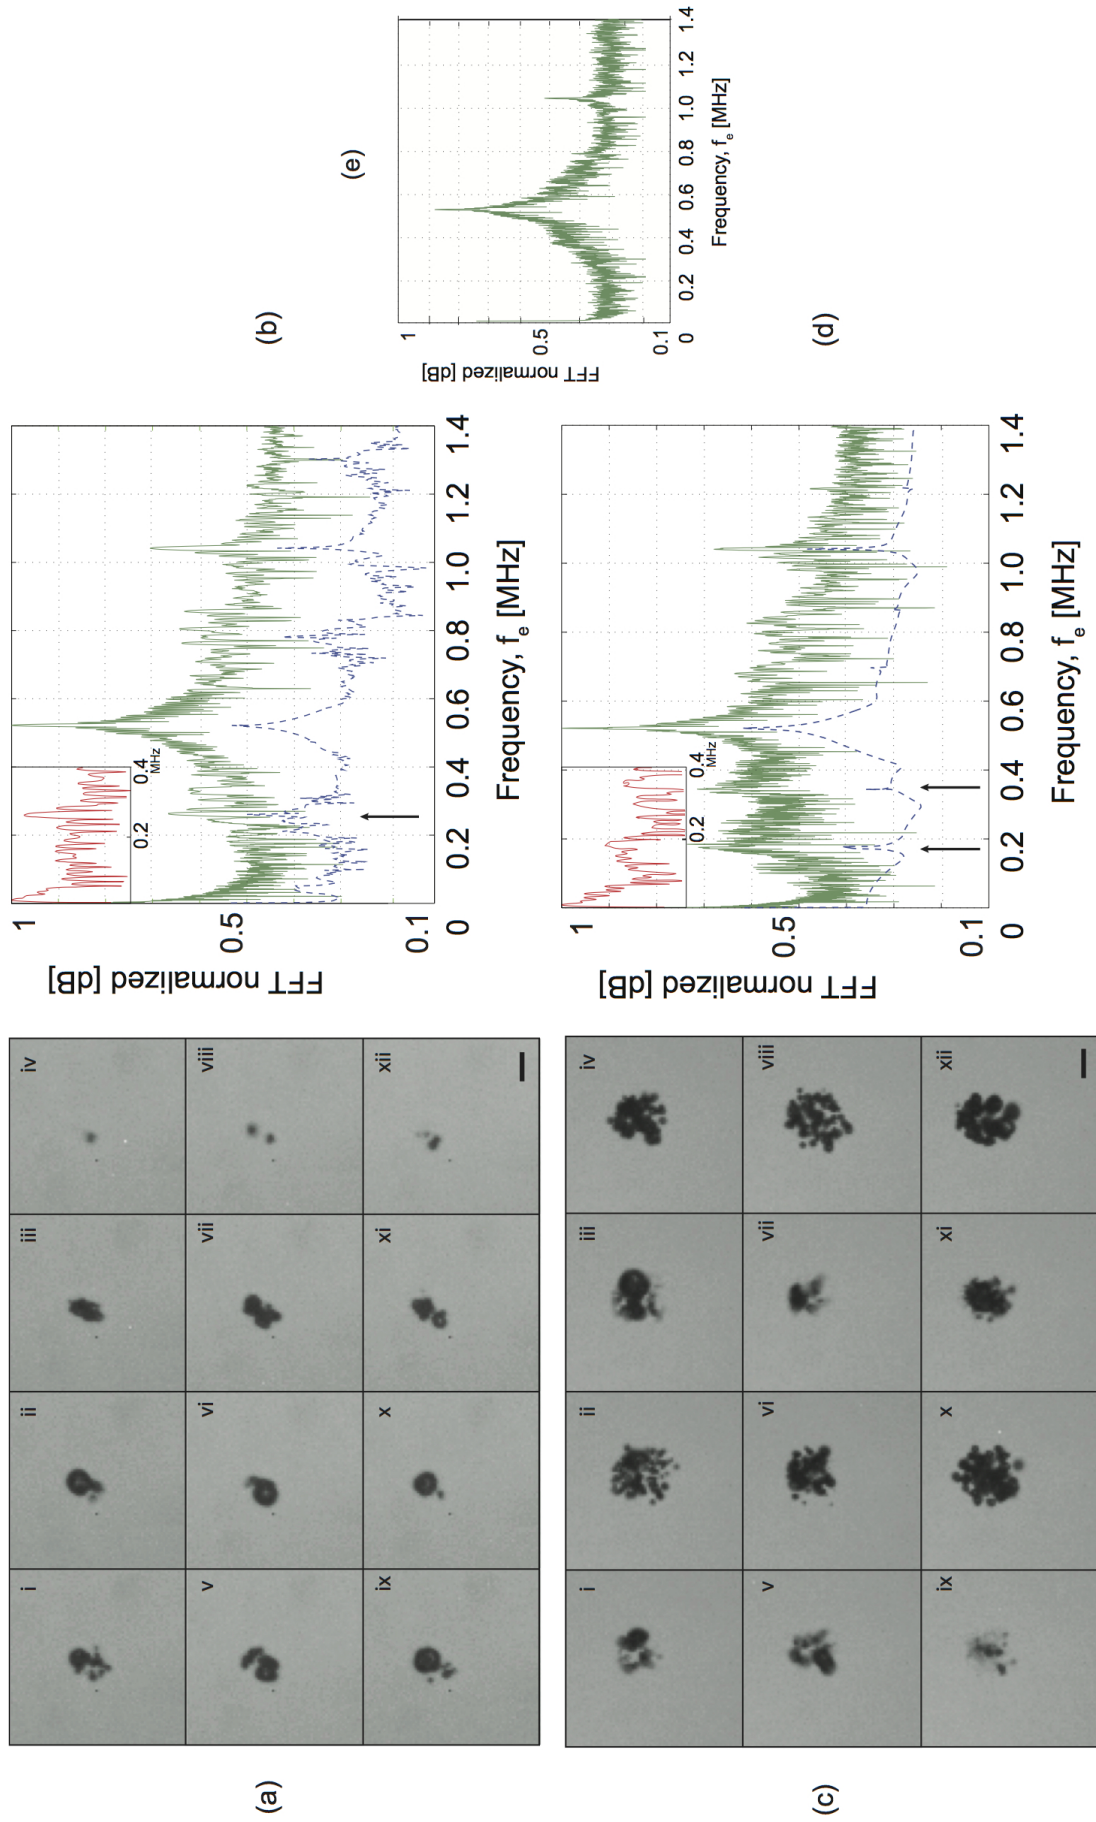 (a)
i
ii
iii
iv
v
vi
vii
viii
ix
x
xi
xii
(b)
FFT normalized [dB]
1
0.5
0.1
0
0.2
0.4
0.6
0.8
1.0
1.2
1.4
Frequency, fe [MHz]
0.2
0.4
MHz
(c)
i
ii
iii
iv
v
vi
vii
viii
ix
x
xi
xii
(d)
FFT normalized [dB]
1
0.5
0.1
0
0.2
0.4
0.6
0.8
1.0
1.2
1.4
Frequency, fe [MHz]
0.2
0.4
MHz
(e)
FFT normalized [dB]
1
0.5
0.1
0
0.2
0.4
0.6
0.8
1.0
1.2
1.4
Frequency, fe [MHz]